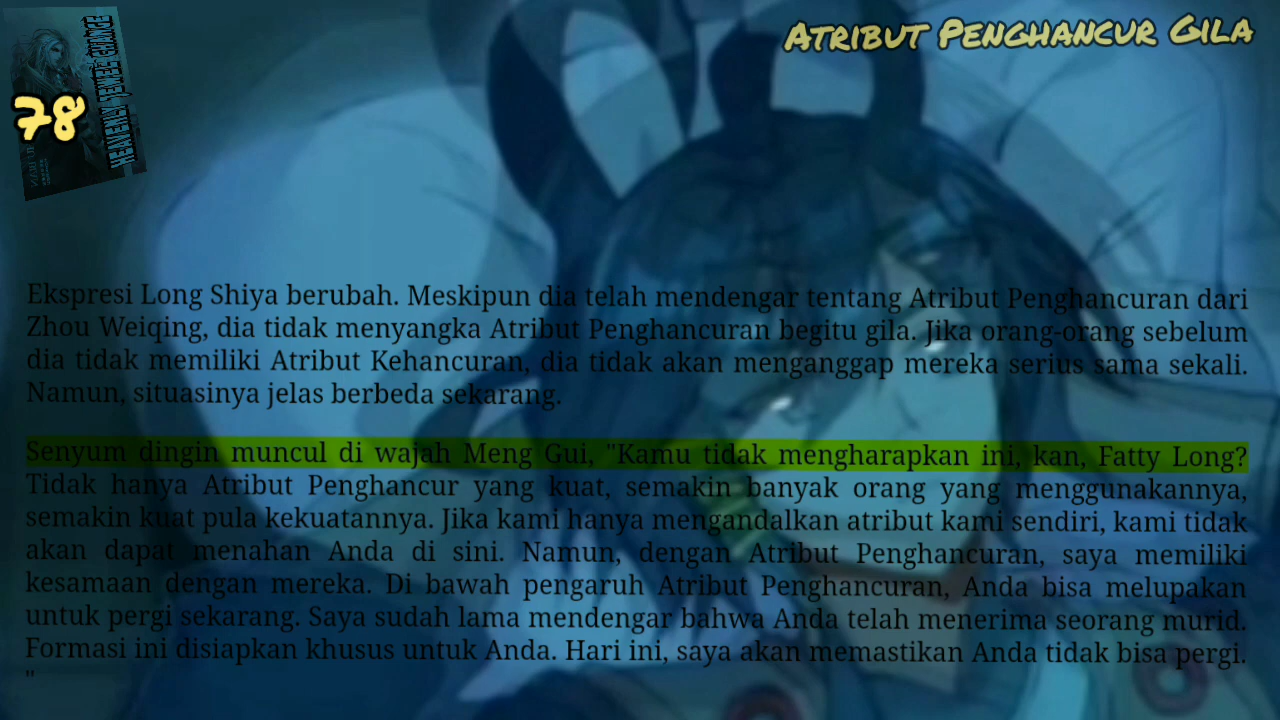 Atribut Penghancur Gila
78
HEAVENLY JEWEL CHANGE
Ekspresi Long Shiya berubah. Meskipun dia telah mendengar tentang Atribut Penghancuran dari
Zhou Weiqing, dia tidak menyangka Atribut Penghancuran begitu gila. Jika orang-orang sebelum
dia tidak memiliki Atribut Kehancuran, dia tidak akan menganggap mereka serius sama sekali.
Namun, situasinya jelas berbeda sekarang.
Senyum dingin muncul di wajah Meng Gui, "Kamu tidak mengharapkan ini, kan, Fatty Long?
Tidak hanya Atribut Penghancur yang kuat, semakin banyak orang yang menggunakannya,
semakin kuat pula kekuatannya. Jika kami hanya mengandalkan atribut kami sendiri, kami tidak
akan dapat menahan Anda di sini. Namun, dengan Atribut Penghancuran, saya memiliki
kesamaan dengan mereka. Di bawah pengaruh Atribut Penghancuran, Anda bisa melupakan
untuk pergi sekarang. Saya sudah lama mendengar bahwa Anda telah menerima seorang murid.
Formasi ini disiapkan khusus untuk Anda. Hari ini, saya akan memastikan Anda tidak bisa pergi.
"